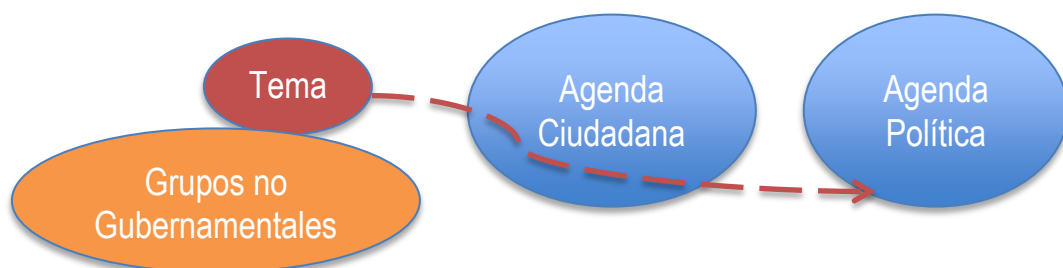 Tema
Agenda
Ciudadana
Agenda
Política
Grupos no
Gubernamentales